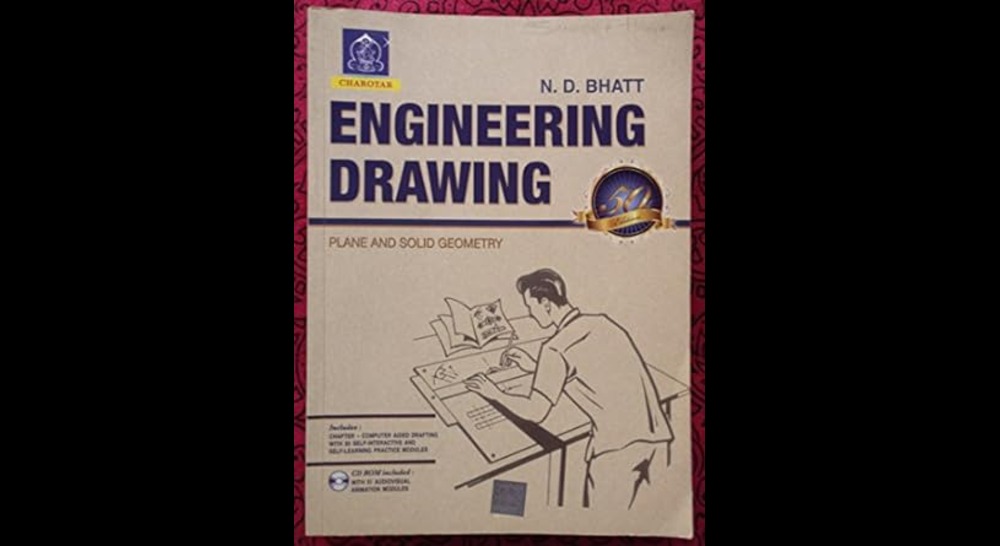 CHAROTAR
N. D. BHATT
ENGINEERING
DRAWING
50
Edition
PLANE AND SOLID GEOMETRY
Includes :
CHAPTER – COMPUTER AIDED DRAFTING
WITH 30 SELF-INTERACTIVE AND
SELF-LEARNING PRACTICE MODULES
CD ROM included :
WITH 51 AUDIOVISUAL
ANIMATION MODULES